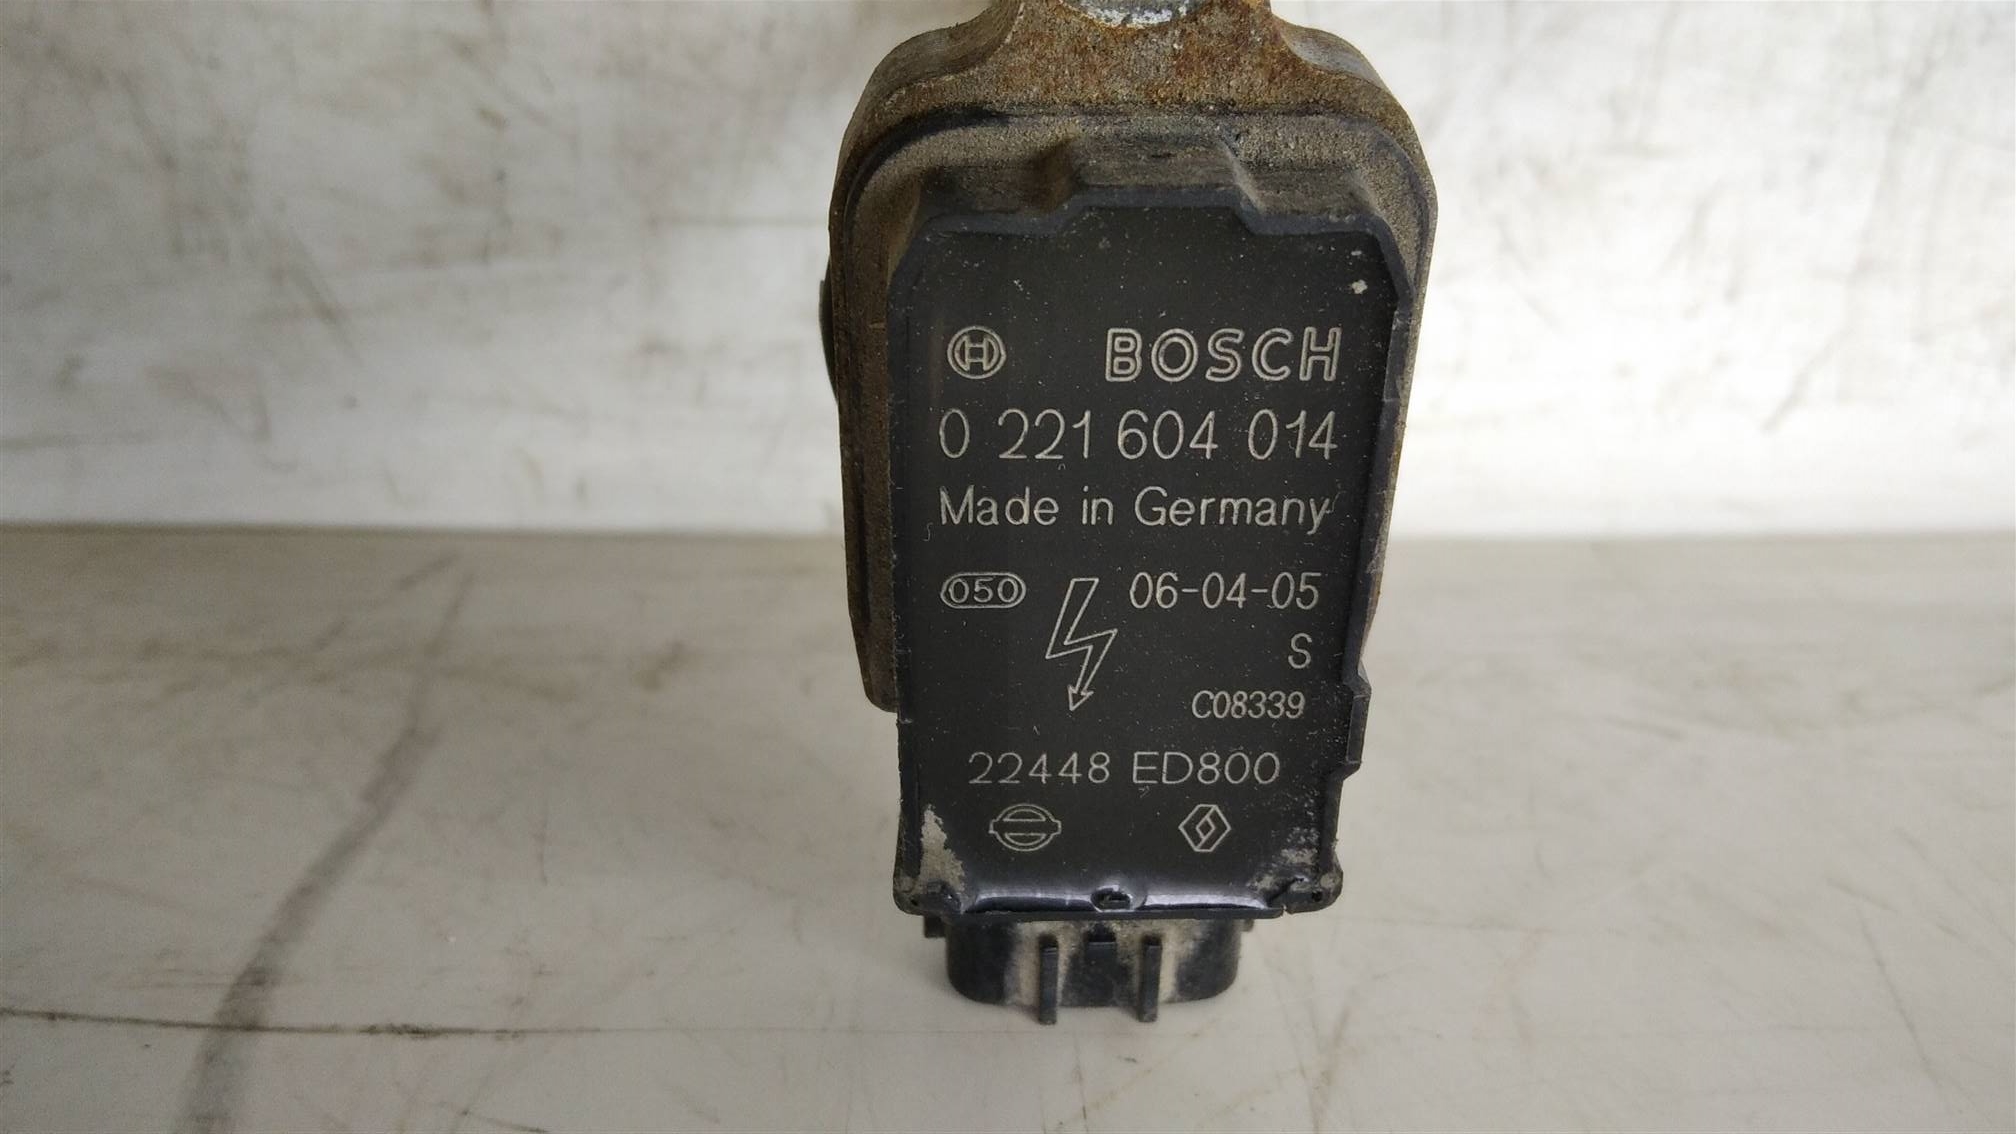 BOSCH
0 221 604 014
Made in Germany
050 06-04-05
S
C08339
22448 ED800